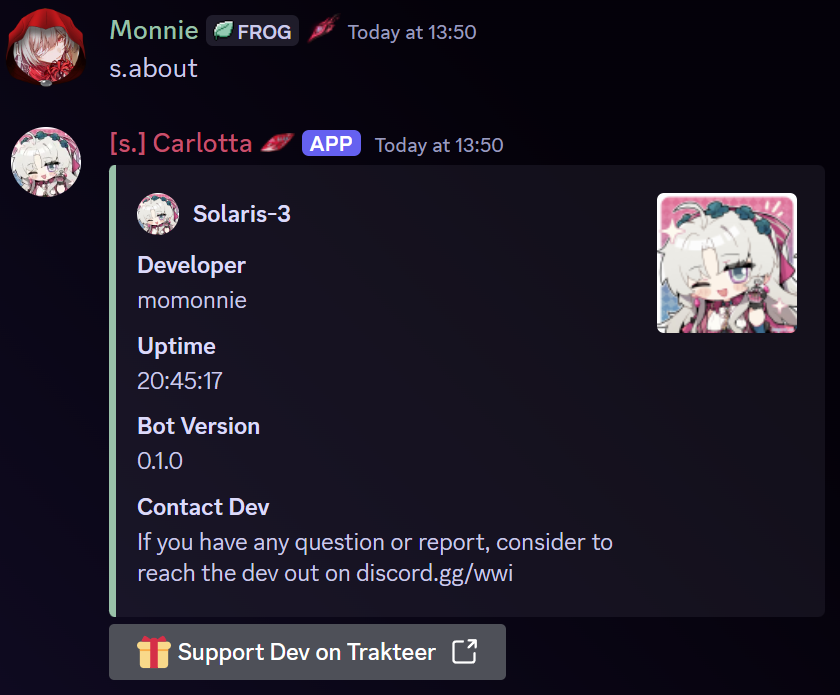 Monnie FROG Today at 13:50
s.about
[s.] Carlotta APP Today at 13:50
Solaris-3
Developer
momonnie
Uptime
20:45:17
Bot Version
0.1.0
Contact Dev
If you have any question or report, consider to
reach the dev out on discord.gg/wwi
Support Dev on Trakteer